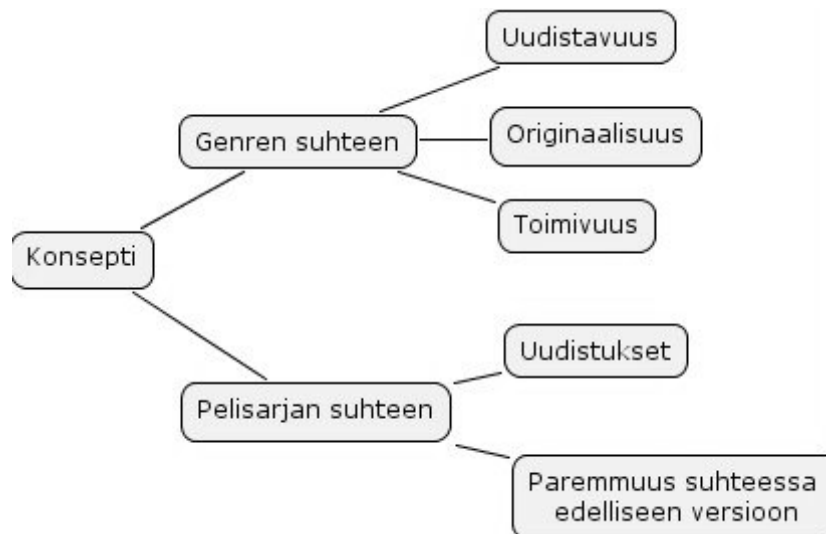 Uudistavuus
Genren suhteen
Originaalisuus
Toimivuus
Konsepti
Uudistukset
Pelisarjan suhteen
Paremmuus suhteessa
edelliseen versioon